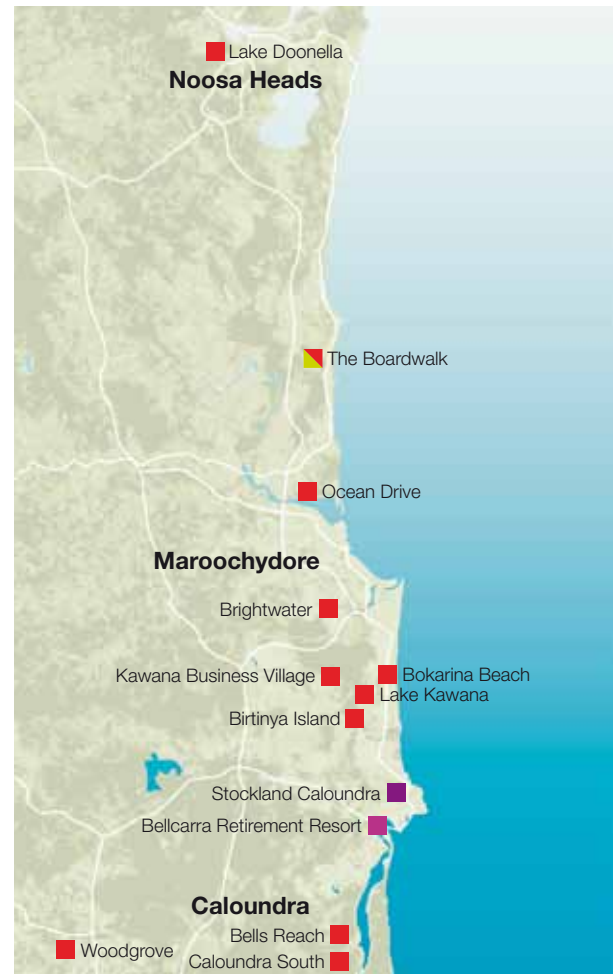 Lake Doonella
Noosa Heads
The Boardwalk
Ocean Drive
Maroochydore
Brightwater
Kawana Business Village
Bokarina Beach
Lake Kawana
Birtinya Island
Stockland Caloundra
Bellcarra Retirement Resort
Caloundra
Bells Reach
Woodgrove
Caloundra South